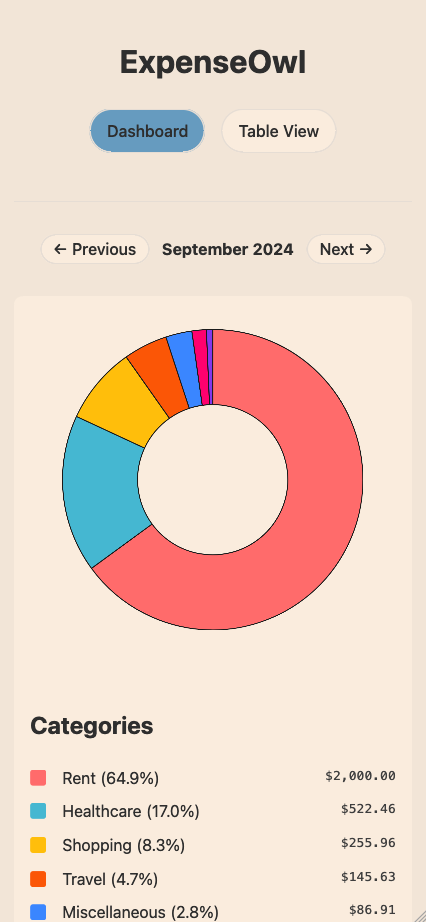 ExpenseOwl
Dashboard Table View
← Previous September 2024 Next →
Categories
Rent (64.9%) $2,000.00
Healthcare (17.0%) $522.46
Shopping (8.3%) $255.96
Travel (4.7%) $145.63
Miscellaneous (2.8%) $86.91